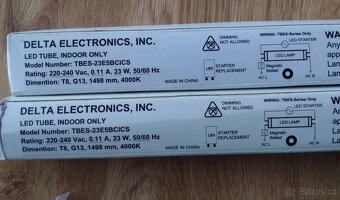 DELTA ELECTRONICS, INC.
LED TUBE, INDOOR ONLY
Model Number: TBES-23E5BCICS
Rating: 220-240 Vac, 0.11 A, 23 W, 50/60 Hz
Dimention: T8, G13, 1498 mm, 4000K
DIMMING
NOT ALLOWED
MADE IN CHINA
LED
STARTER
REPLACEMENT
WIRING: TBES-Series Only
LED STARTER
LED LAMP
Magnetic
Ballast
AC L
AC N
DELTA ELECTRONICS, INC.
LED TUBE, INDOOR ONLY
Model Number: TBES-23E5BCICS
Rating: 220-240 Vac, 0.11 A, 23 W, 50/60 Hz
Dimention: T8, G13, 1498 mm, 4000K
DIMMING
NOT ALLOWED
MADE IN CHINA
LED
STARTER
REPLACEMENT
WIRING: TBES-Series Only
LED STARTER
LED LAMP
Magnetic
Ballast
AC L
AC N
Bazos.cz